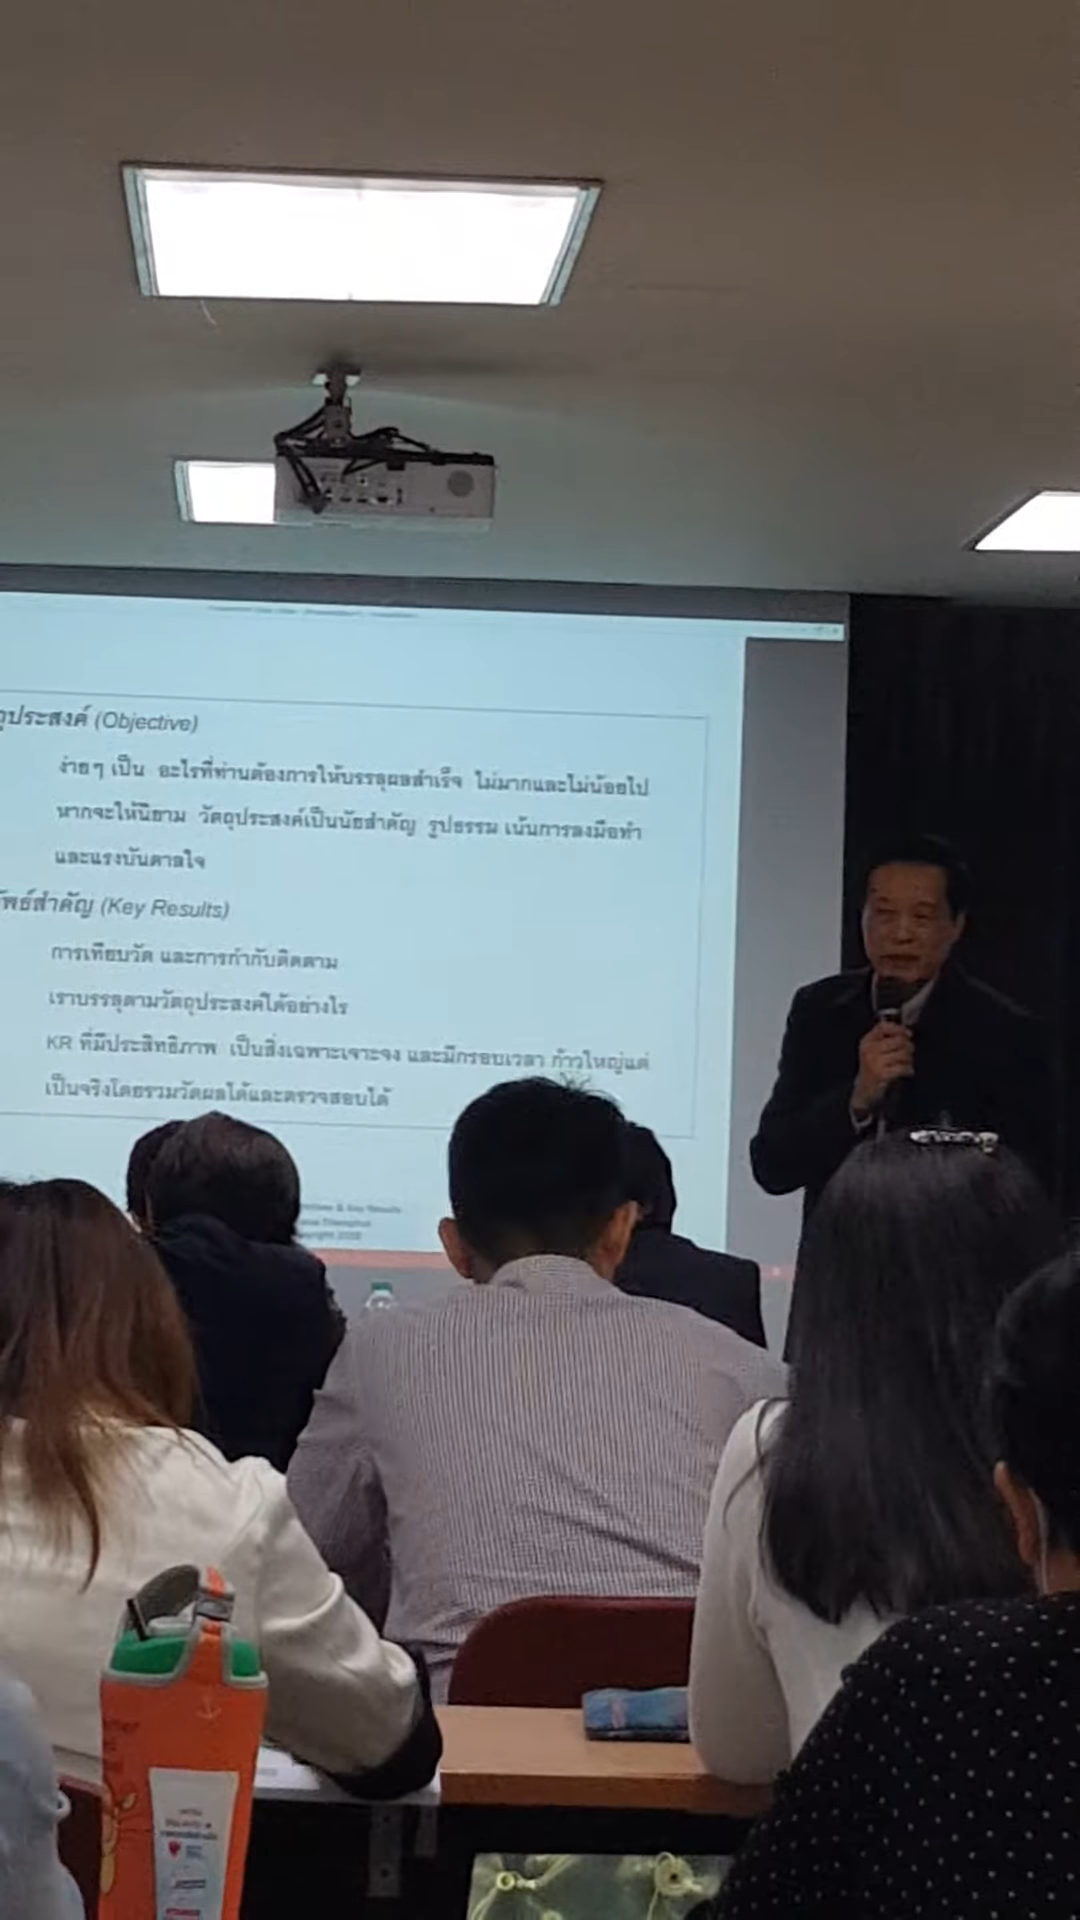 ถุประสงค์ (Objective)
ง่ายๆ เป็น อะไรที่ท่านต้องการให้บรรลุผลสำเร็จ ไม่มากและไม่น้อยไป
หากจะให้นิยาม วัตถุประสงค์เป็นนัยสำคัญ รูปธรรม เน้นการลงมือทำ
และแรงบันดาลใจ
พธ์สำคัญ (Key Results)
การเทียบวัด และการกำกับติดตาม
เราบรรลุตามวัตถุประสงค์ได้อย่างไร
KR ที่มีประสิทธิภาพ เป็นสิ่งเฉพาะเจาะจง และมีกรอบเวลา ก้าวใหญ่แต่
เป็นจริงโดยรวมวัดผลได้และตรวจสอบได้
& Key Results